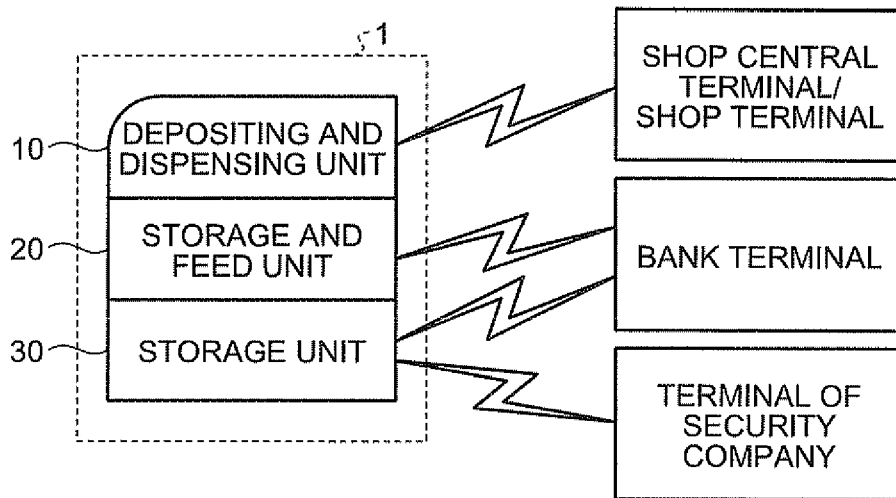 1
10
DEPOSITING AND
DISPENSING UNIT
20
STORAGE AND
FEED UNIT
30
STORAGE UNIT
SHOP CENTRAL
TERMINAL/
SHOP TERMINAL
BANK TERMINAL
TERMINAL OF
SECURITY
COMPANY